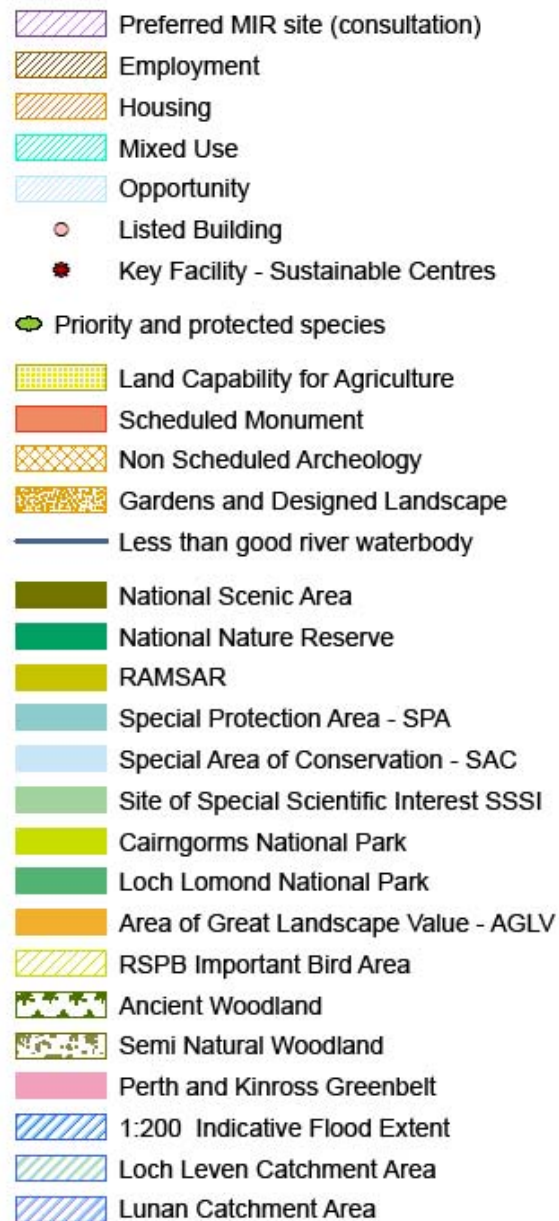 Preferred MIR site (consultation)
Employment
Housing
Mixed Use
Opportunity
Listed Building
Key Facility - Sustainable Centres
Priority and protected species
Land Capability for Agriculture
Scheduled Monument
Non Scheduled Archeology
Gardens and Designed Landscape
Less than good river waterbody
National Scenic Area
National Nature Reserve
RAMSAR
Special Protection Area - SPA
Special Area of Conservation - SAC
Site of Special Scientific Interest SSSI
Cairngorms National Park
Loch Lomond National Park
Area of Great Landscape Value - AGLV
RSPB Important Bird Area
Ancient Woodland
Semi Natural Woodland
Perth and Kinross Greenbelt
1:200 Indicative Flood Extent
Loch Leven Catchment Area
Lunan Catchment Area